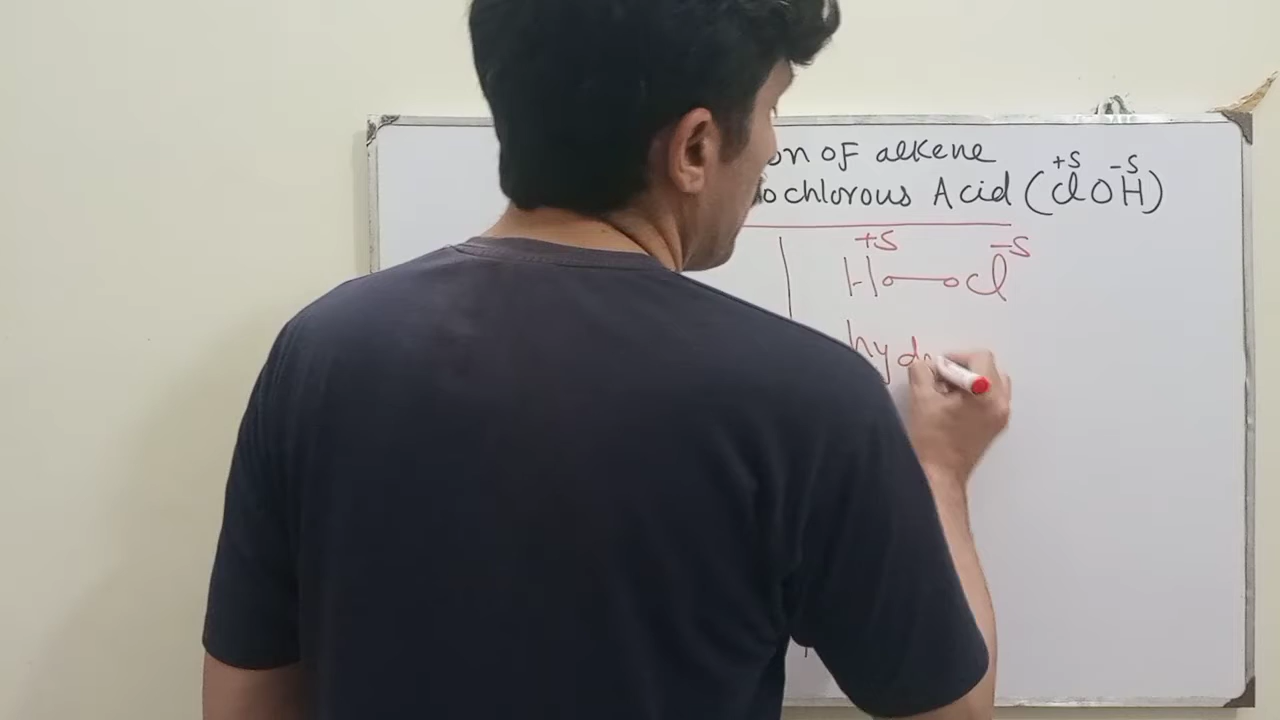 on OF alkene
ochlorous Acid (ClOH)
+S -S
+S -S
H Cl
hyd